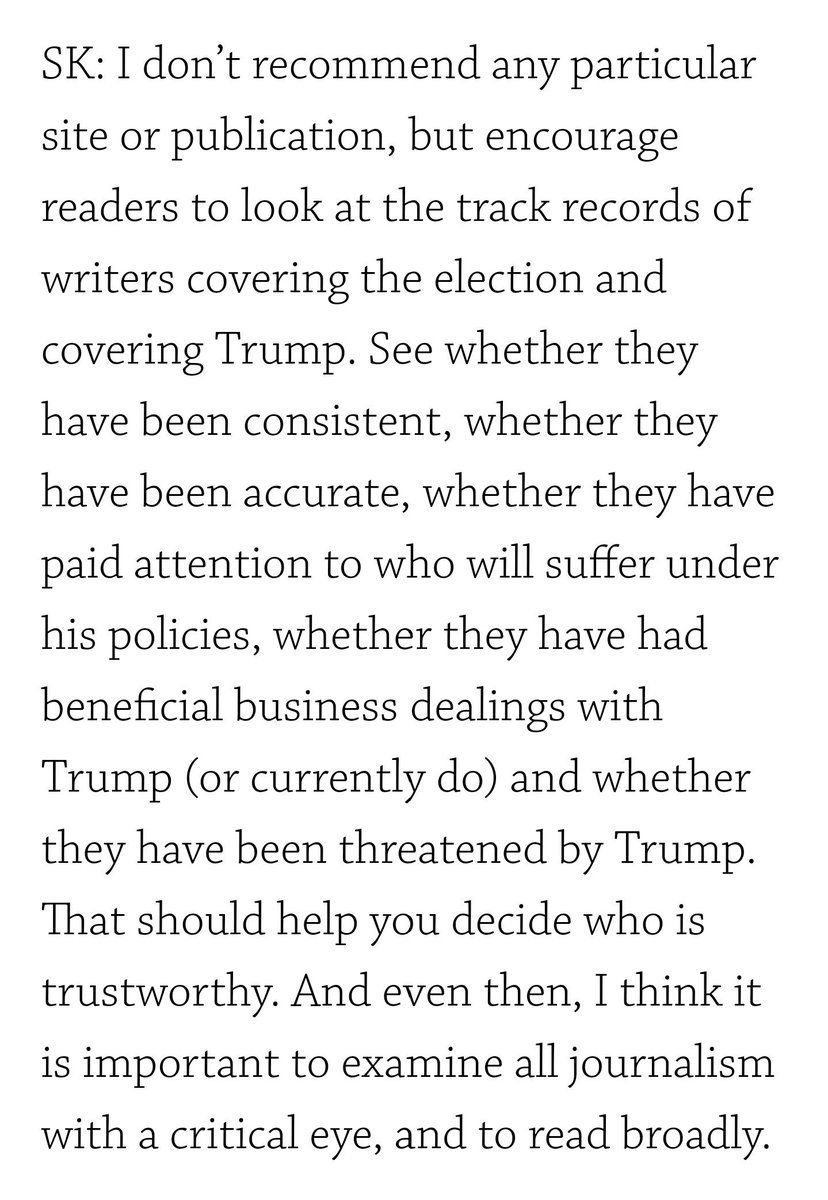 SK: I don’t recommend any particular
site or publication, but encourage
readers to look at the track records of
writers covering the election and
covering Trump. See whether they
have been consistent, whether they
have been accurate, whether they have
paid attention to who will suffer under
his policies, whether they have had
beneficial business dealings with
Trump (or currently do) and whether
they have been threatened by Trump.
That should help you decide who is
trustworthy. And even then, I think it
is important to examine all journalism
with a critical eye, and to read broadly.